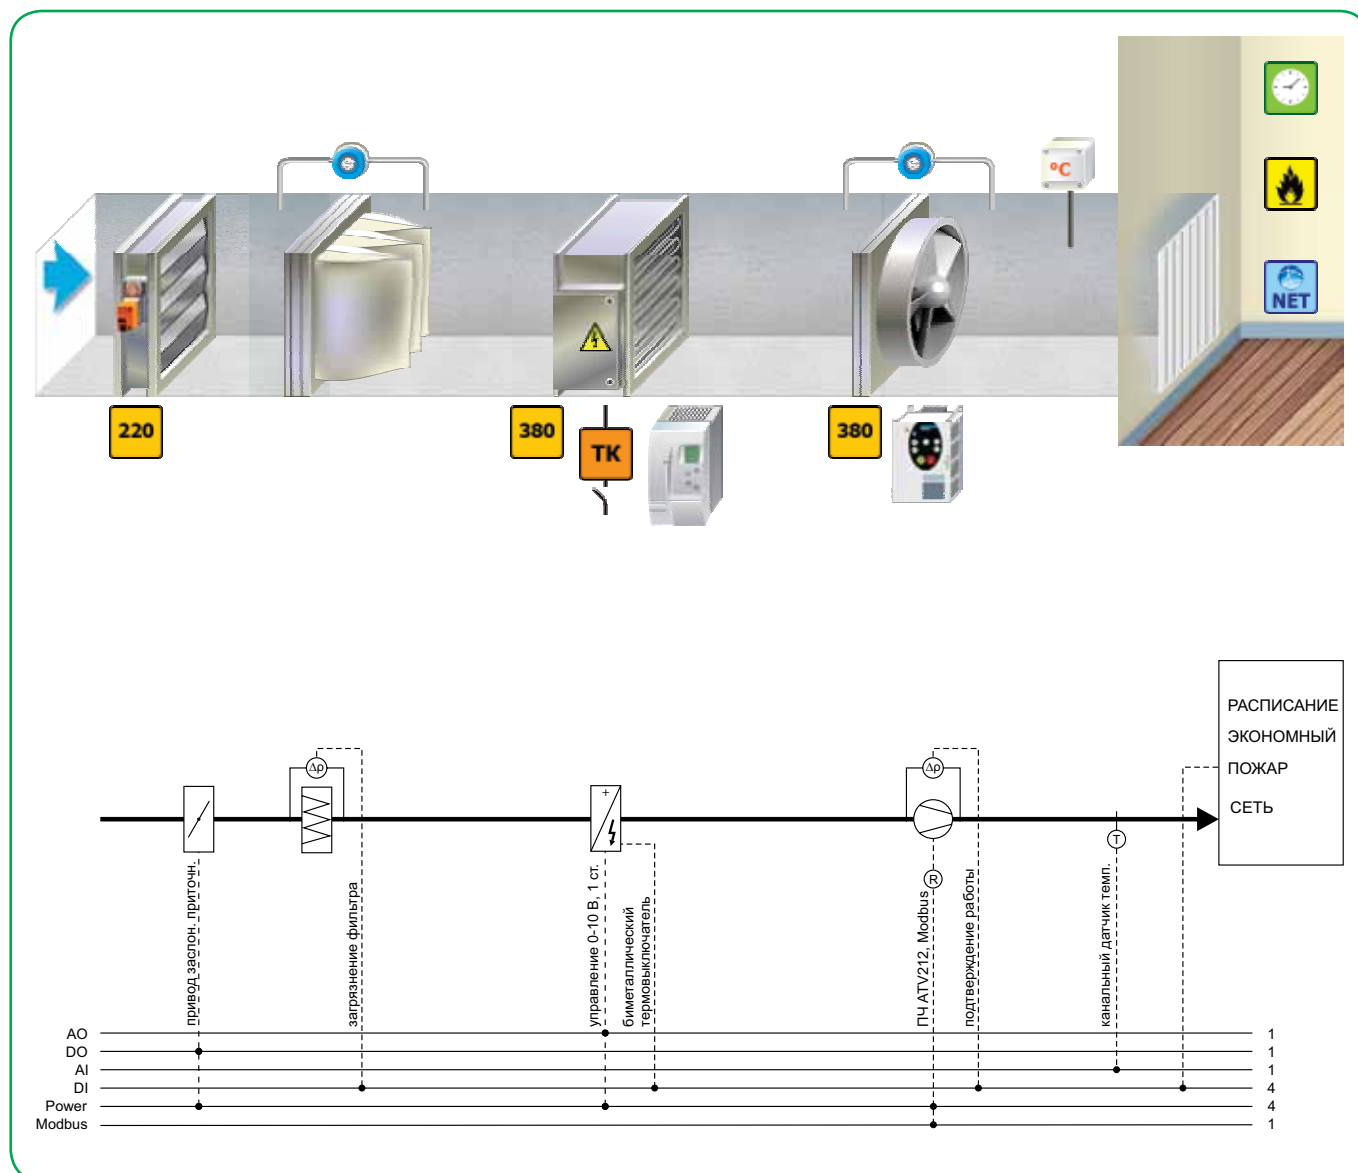 °C
NET
220
380
ТК
380
РАСПИСАНИЕ
ЭКОНОМНЫЙ
ПОЖАР
СЕТЬ
Δp
Δp
+
T
R
привод заслон. приточн.
загрязнение фильтра
управление 0-10 В, 1 ст.
биметаллический
термовыключатель
ПЧ ATV212, Modbus
подтверждение работы
канальный датчик темп.
AO 1
DO 1
AI 1
DI 4
Power 4
Modbus 1